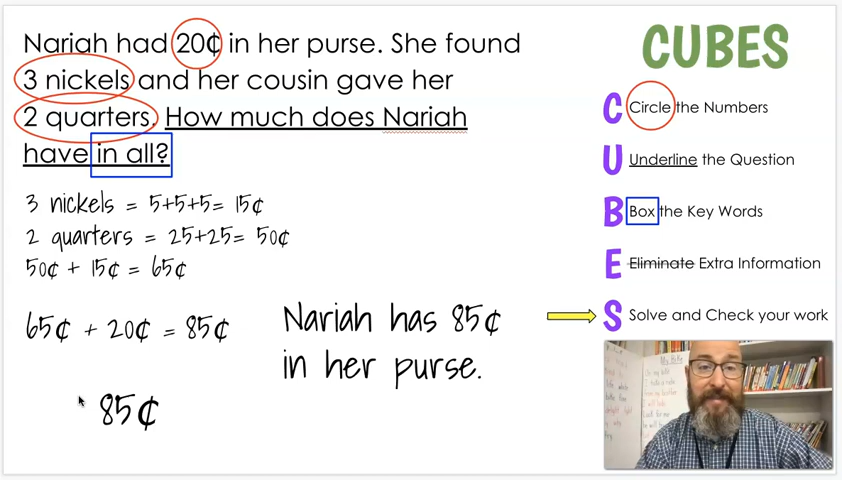 Nariah had 20¢ in her purse. She found
3 nickels and her cousin gave her
2 quarters. How much does Nariah
have in all?
3 nickels = 5+5+5= 15¢
2 quarters = 25+25= 50¢
50¢ + 15¢ = 65¢
65¢ + 20¢ = 85¢
85¢
Nariah has 85¢
in her purse.
CUBES
C Circle the Numbers
U Underline the Question
B Box the Key Words
E Eliminate Extra Information
S Solve and Check your work